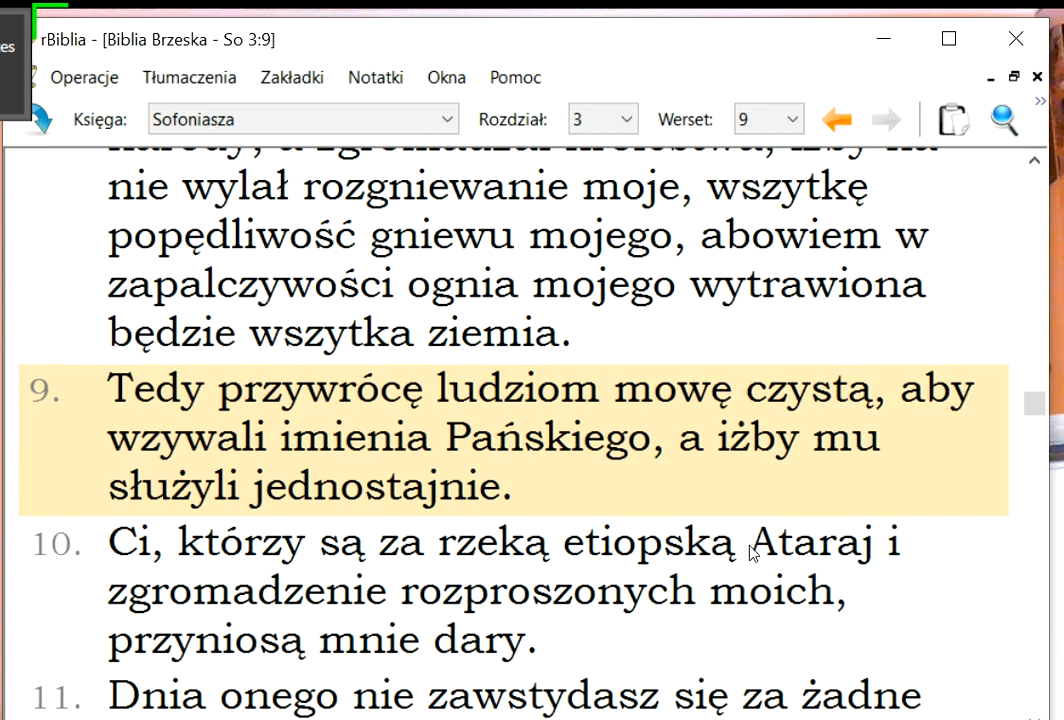 es
rBiblia - [Biblia Brzeska - So 3:9]
Operacje Tłumaczenia Zakładki Notatki Okna Pomoc
Księga: Sofoniasza Rozdział: 3 Werset: 9
nie wylał rozgniewanie moje, wszytkę
popędliwość gniewu mojego, abowiem w
zapalczywości ognia mojego wytrawiona
będzie wszytka ziemia.
9. Tedy przywrócę ludziom mowę czystą, aby
wzywali imienia Pańskiego, a iżby mu
służyli jednostajnie.
10. Ci, którzy są za rzeką etiopską Ataraj i
zgromadzenie rozproszonych moich,
przyniosą mnie dary.
11. Dnia onego nie zawstydasz się za żadne